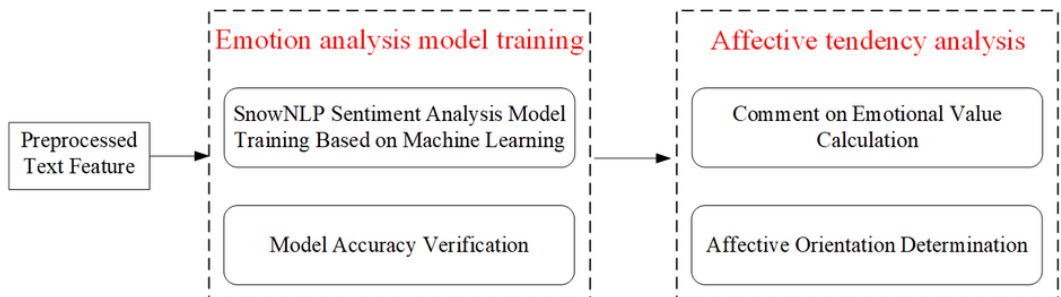 Preprocessed
Text Feature
Emotion analysis model training
SnowNLP Sentiment Analysis Model
Training Based on Machine Learning
Model Accuracy Verification
Affective tendency analysis
Comment on Emotional Value
Calculation
Affective Orientation Determination